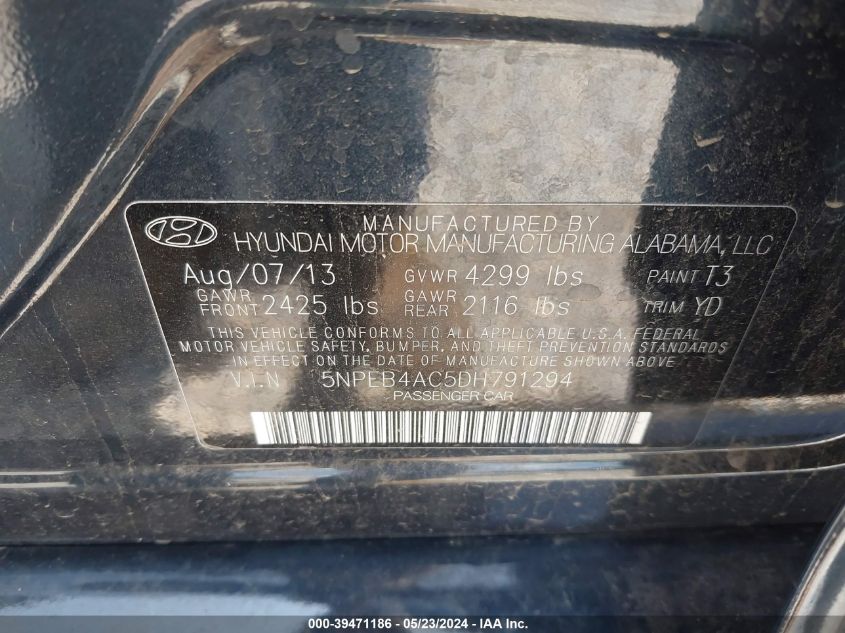 MANUFACTURED BY
HYUNDAI MOTOR MANUFACTURING ALABAMA, LLC
Aug/07/13 GVWR 4299 lbs PAINT T3
GAWR FRONT 2425 lbs GAWR REAR 2116 lbs TRIM YD
THIS VEHICLE CONFORMS TO ALL APPLICABLE U.S.A. FEDERAL
MOTOR VEHICLE SAFETY, BUMPER, AND THEFT PREVENTION STANDARDS
IN EFFECT ON THE DATE OF MANUFACTURE SHOWN ABOVE
V.I.N 5NPEB4AC5DH791294
PASSENGER CAR
000-39471186 - 05/23/2024 - IAA Inc.